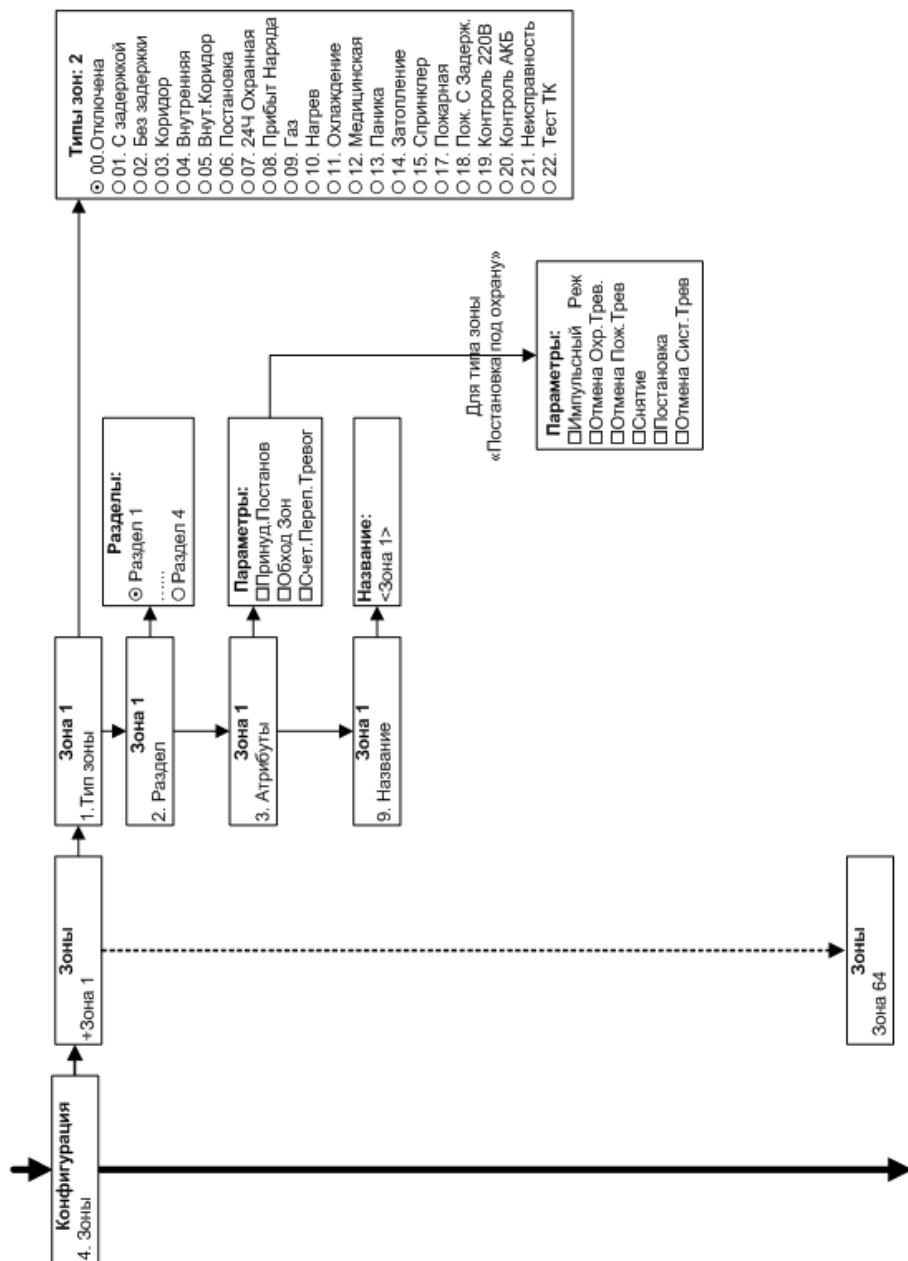 Конфигурация
4. Зоны
Зоны
+Зона 1
Зоны
Зона 64
Зона 1
1.Тип зоны
Зона 1
2. Раздел
Зона 1
3. Атрибуты
Зона 1
9. Название
Разделы:
Раздел 1
......
Раздел 4
Параметры:
Принуд.Постанов
Обход Зон
Счет.Переп.Тревог
Название:
<Зона 1>
Для типа зоны
«Постановка под охрану»
Параметры:
Импульсный Реж
Отмена Охр.Трев.
Отмена Пож.Трев
Снятие
Постановка
Отмена Сист.Трев
Типы зон: 2
00.Отключена
01. С задержкой
02. Без задержки
03. Коридор
04. Внутренняя
05. Внут.Коридор
06. Постановка
07. 24Ч Охранная
08. Прибыт Наряда
09. Газ
10. Нагрев
11. Охлаждение
12. Медицинская
13. Паника
14. Затопление
15. Спринклер
17. Пожарная
18. Пож. С Задерж.
19. Контроль 220В
20. Контроль АКБ
21. Неисправность
22. Тест ТК